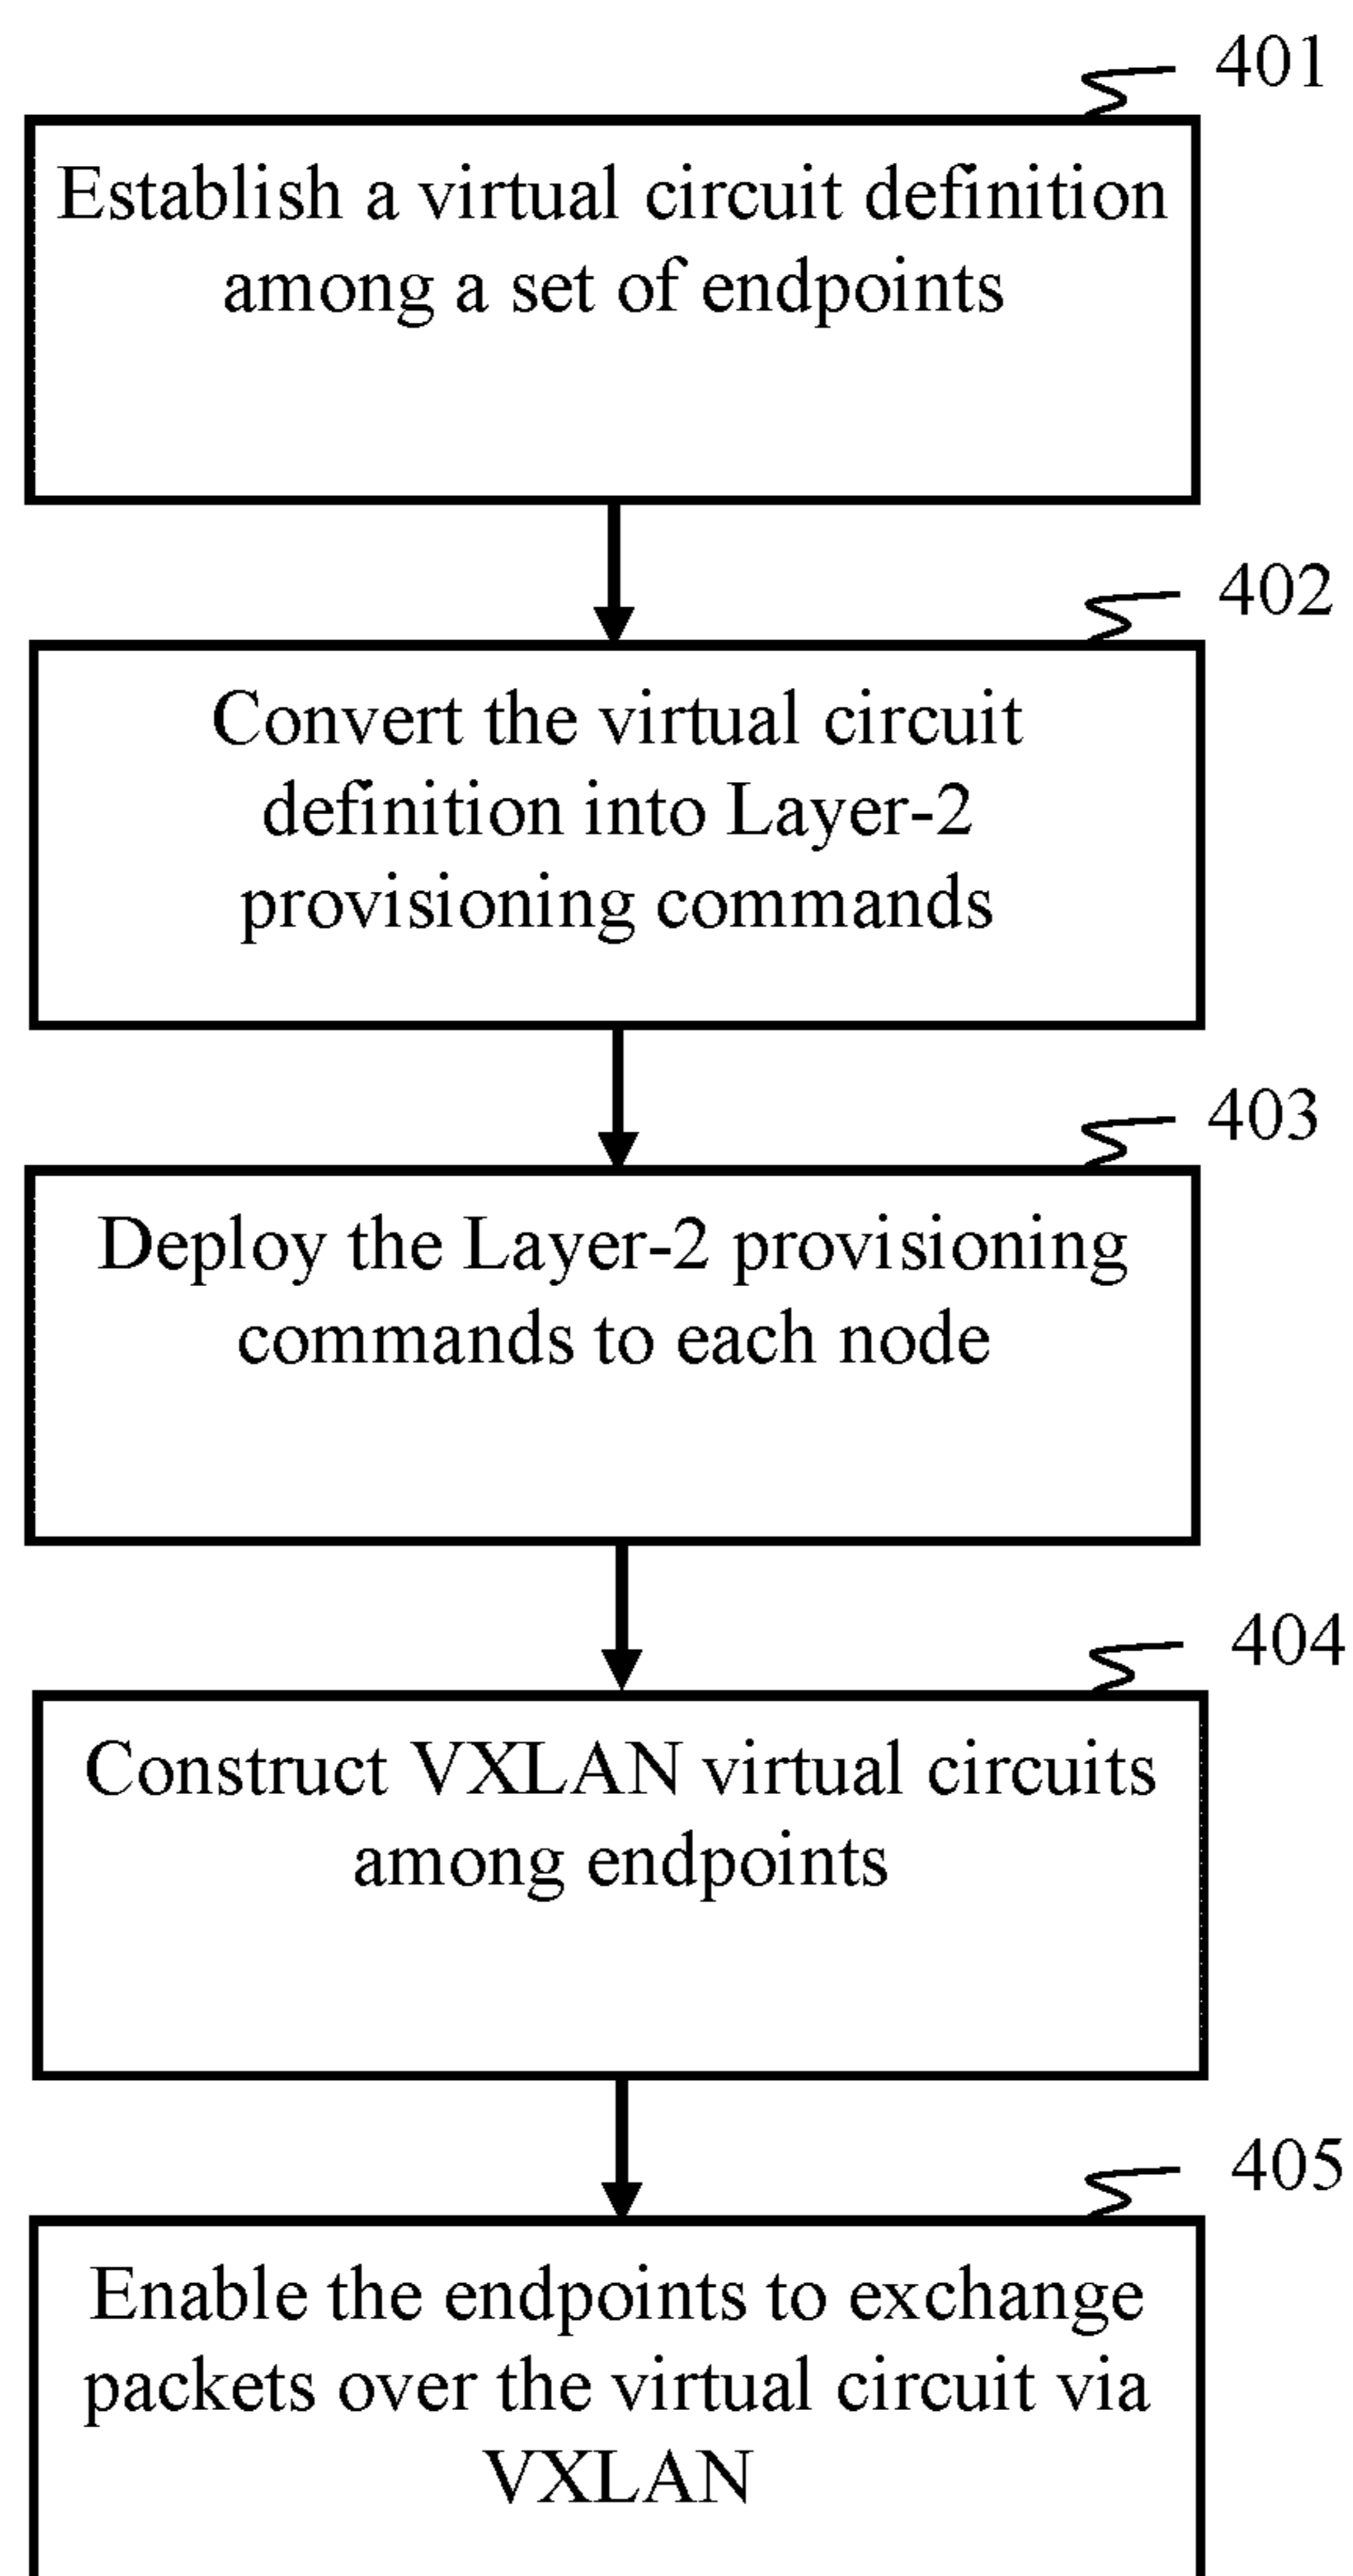 401
Establish a virtual circuit definition
among a set of endpoints
402
Convert the virtual circuit
definition into Layer-2
provisioning commands
403
Deploy the Layer-2 provisioning
commands to each node
404
Construct VXLAN virtual circuits
among endpoints
405
Enable the endpoints to exchange
packets over the virtual circuit via
VXLAN